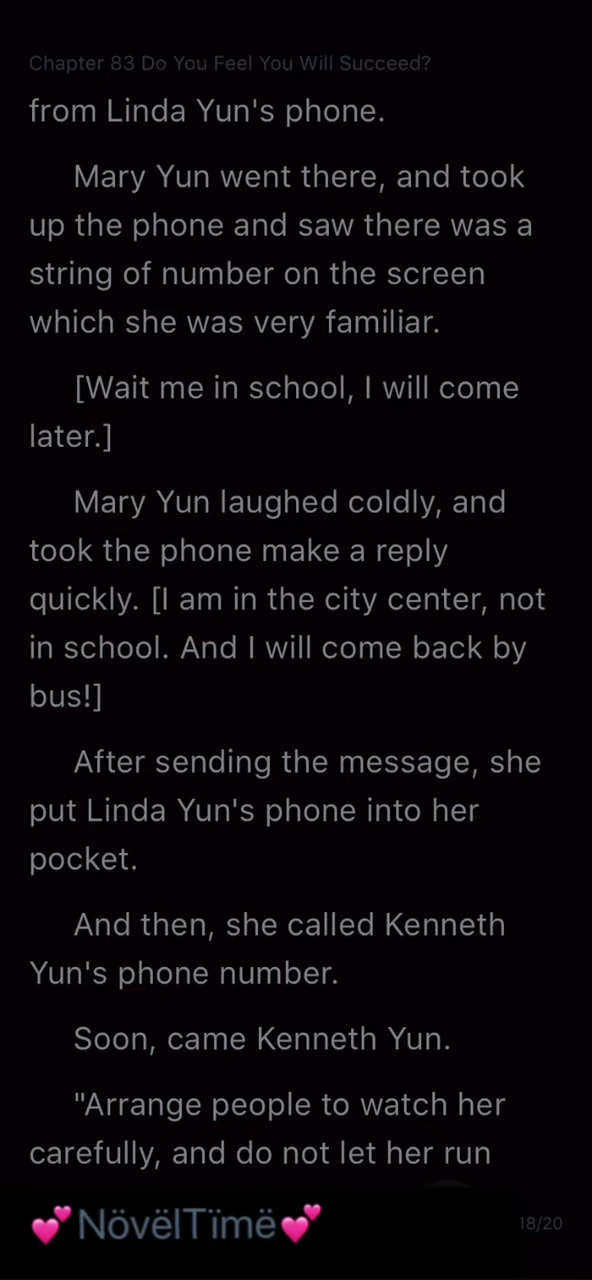 Chapter 83 Do You Feel You Will Succeed?
from Linda Yun's phone.
Mary Yun went there, and took
up the phone and saw there was a
string of number on the screen
which she was very familiar.
[Wait me in school, I will come
later.]
Mary Yun laughed coldly, and
took the phone make a reply
quickly. [I am in the city center, not
in school. And I will come back by
bus!]
After sending the message, she
put Linda Yun's phone into her
pocket.
And then, she called Kenneth
Yun's phone number.
Soon, came Kenneth Yun.
"Arrange people to watch her
carefully, and do not let her run
💕NövëlTïmë💕
18/20